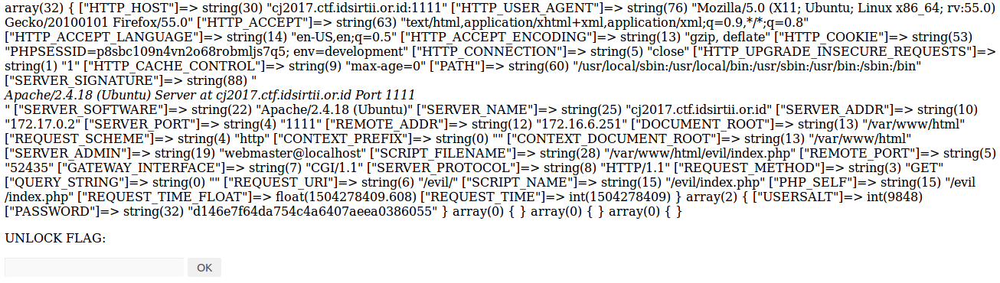 array(32) { ["HTTP_HOST"]=> string(30) "cj2017.ctf.idsirtii.or.id:1111" ["HTTP_USER_AGENT"]=> string(76) "Mozilla/5.0 (X11; Ubuntu; Linux x86_64; rv:55.0)
Gecko/20100101 Firefox/55.0" ["HTTP_ACCEPT"]=> string(63) "text/html,application/xhtml+xml,application/xml;q=0.9,*/*;q=0.8"
["HTTP_ACCEPT_LANGUAGE"]=> string(14) "en-US,en;q=0.5" ["HTTP_ACCEPT_ENCODING"]=> string(13) "gzip, deflate" ["HTTP_COOKIE"]=> string(53)
"PHPSESSID=p8sbc109n4vn2o68robmljs7q5; env=development" ["HTTP_CONNECTION"]=> string(5) "close" ["HTTP_UPGRADE_INSECURE_REQUESTS"]=>
string(1) "1" ["HTTP_CACHE_CONTROL"]=> string(9) "max-age=0" ["PATH"]=> string(60) "/usr/local/sbin:/usr/local/bin:/usr/sbin:/usr/bin:/sbin:/bin"
["SERVER_SIGNATURE"]=> string(88) "
Apache/2.4.18 (Ubuntu) Server at cj2017.ctf.idsirtii.or.id Port 1111
" ["SERVER_SOFTWARE"]=> string(22) "Apache/2.4.18 (Ubuntu)" ["SERVER_NAME"]=> string(25) "cj2017.ctf.idsirtii.or.id" ["SERVER_ADDR"]=> string(10)
"172.17.0.2" ["SERVER_PORT"]=> string(4) "1111" ["REMOTE_ADDR"]=> string(12) "172.16.6.251" ["DOCUMENT_ROOT"]=> string(13) "/var/www/html"
["REQUEST_SCHEME"]=> string(4) "http" ["CONTEXT_PREFIX"]=> string(0) "" ["CONTEXT_DOCUMENT_ROOT"]=> string(13) "/var/www/html"
["SERVER_ADMIN"]=> string(19) "webmaster@localhost" ["SCRIPT_FILENAME"]=> string(28) "/var/www/html/evil/index.php" ["REMOTE_PORT"]=> string(5)
"52435" ["GATEWAY_INTERFACE"]=> string(7) "CGI/1.1" ["SERVER_PROTOCOL"]=> string(8) "HTTP/1.1" ["REQUEST_METHOD"]=> string(3) "GET"
["QUERY_STRING"]=> string(0) "" ["REQUEST_URI"]=> string(6) "/evil/" ["SCRIPT_NAME"]=> string(15) "/evil/index.php" ["PHP_SELF"]=> string(15) "/evil
/index.php" ["REQUEST_TIME_FLOAT"]=> float(1504278409.608) ["REQUEST_TIME"]=> int(1504278409) } array(2) { ["USERSALT"]=> int(9848)
["PASSWORD"]=> string(32) "d146e7f64da754c4a6407aeea0386055" } array(0) { } array(0) { } array(0) { }
UNLOCK FLAG:
OK